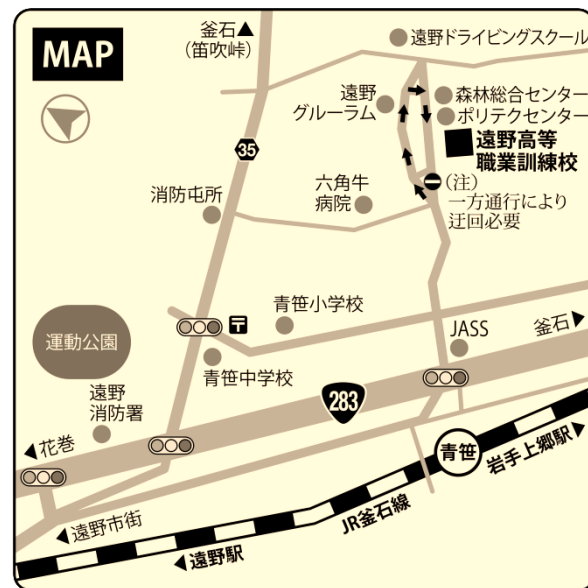 MAP
釜石▲
(笛吹峠)
遠野ドライビングスクール
遠野
グルーラム
森林総合センター
ポリテクセンター
遠野高等
職業訓練校
(注)
一方通行により
迂回必要
35
消防屯所
六角牛
病院
〒
青笹小学校
青笹中学校
JASS
釜石▶
運動公園
遠野
消防署
283
◀花巻
青笹
岩手上郷駅▶
JR釜石線
◀遠野市街
◀遠野駅